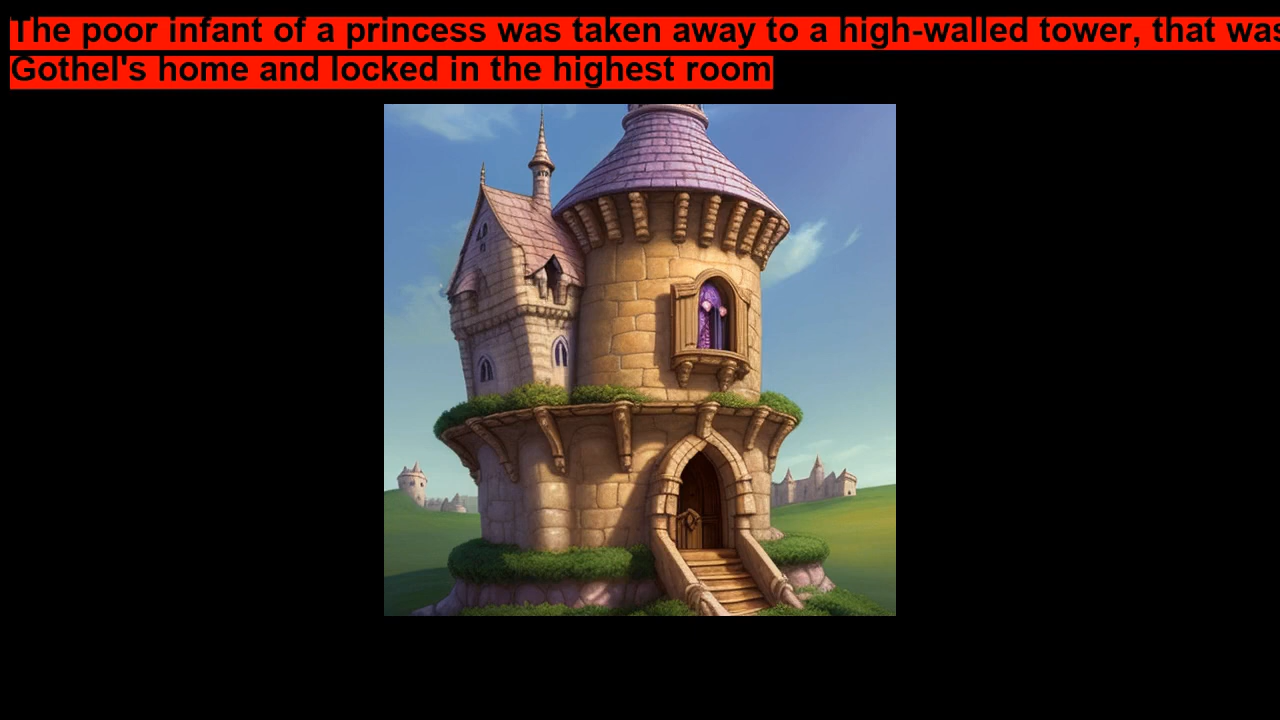 The poor infant of a princess was taken away to a high-walled tower, that was
Gothel's home and locked in the highest room